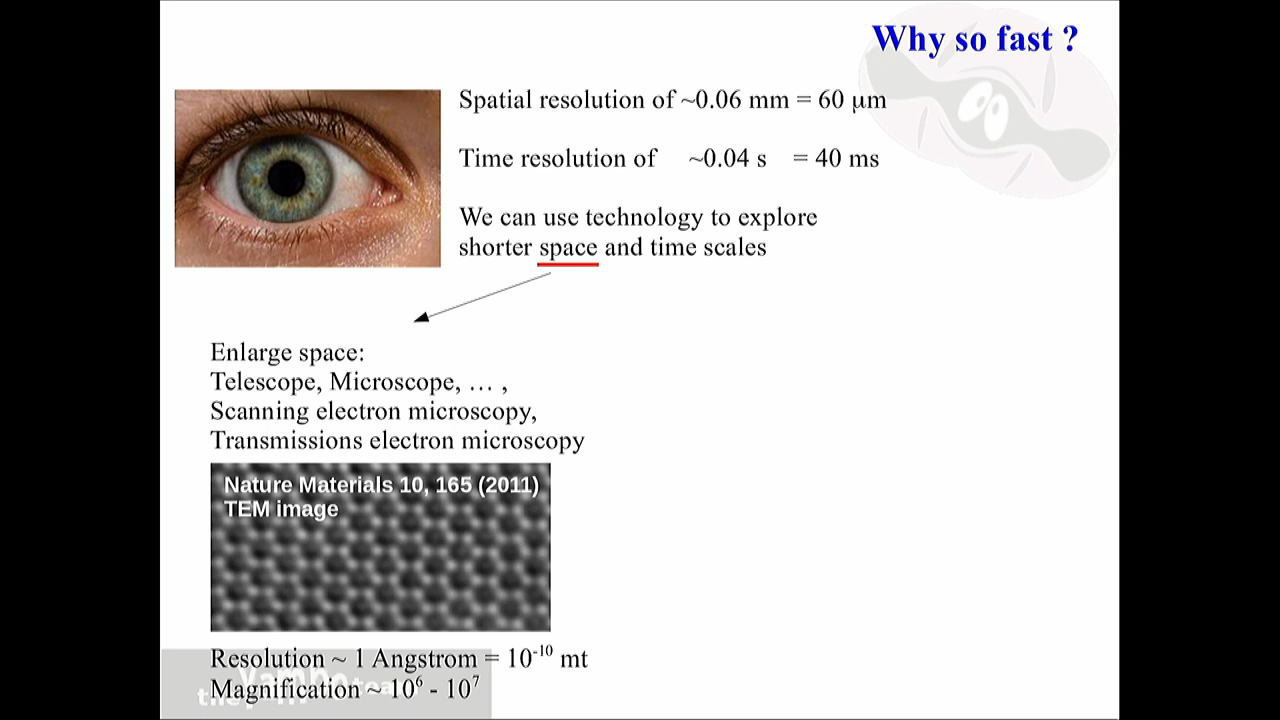 Why so fast ?
Spatial resolution of ~0.06 mm = 60 μm
Time resolution of ~0.04 s = 40 ms
We can use technology to explore
shorter space and time scales
Enlarge space:
Telescope, Microscope, … ,
Scanning electron microscopy,
Transmissions electron microscopy
Nature Materials 10, 165 (2011)
TEM image
Resolution ~ 1 Angstrom = 10⁻¹⁰ mt
Magnification ~ 10⁶ - 10⁷